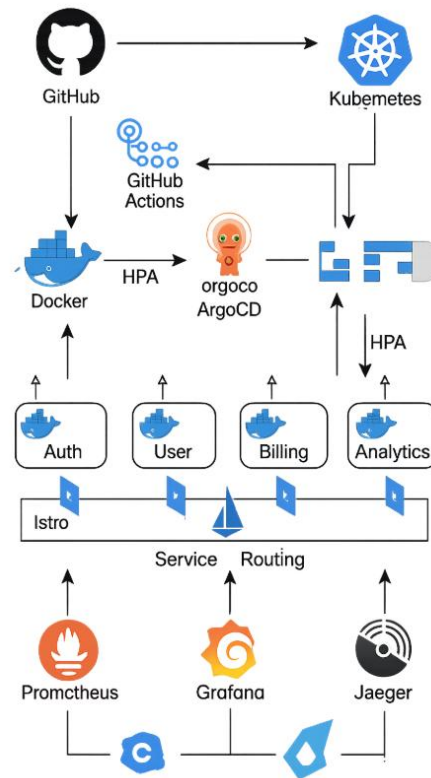 GitHub
Kubemetes
GitHub
Actions
Docker
HPA
orgoco
ArgoCD
HPA
Auth
User
Billing
Analytics
Istro
Service Routing
Promctheus
Grafana
Jaeger
C